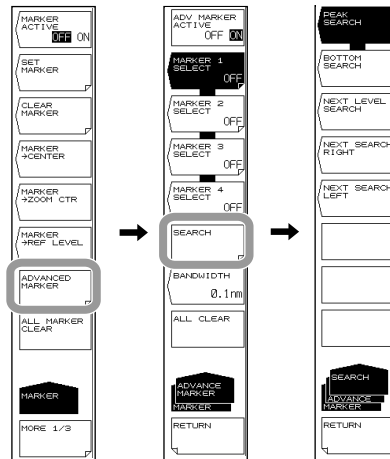 MARKER
ACTIVE
OFF ON
SET
MARKER
CLEAR
MARKER
MARKER
→CENTER
MARKER
→ZOOM CTR
MARKER
→REF LEVEL
ADVANCED
MARKER
ALL MARKER
CLEAR
MARKER
MORE 1/3
ADV MARKER
ACTIVE
OFF ON
MARKER 1
SELECT
OFF
MARKER 2
SELECT
OFF
MARKER 3
SELECT
OFF
MARKER 4
SELECT
OFF
SEARCH
BANDWIDTH
0.1nm
ALL CLEAR
ADVANCE
MARKER
MARKER
RETURN
PEAK
SEARCH
BOTTOM
SEARCH
NEXT LEVEL
SEARCH
NEXT SEARCH
RIGHT
NEXT SEARCH
LEFT
SEARCH
ADVANCE
MARKER
RETURN